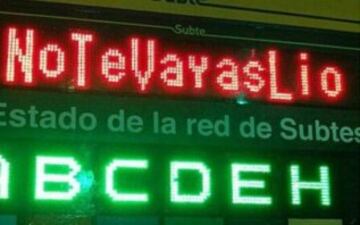 Subte
NoTeVayasLio
Estado de la red de Subtes
ABCDEH